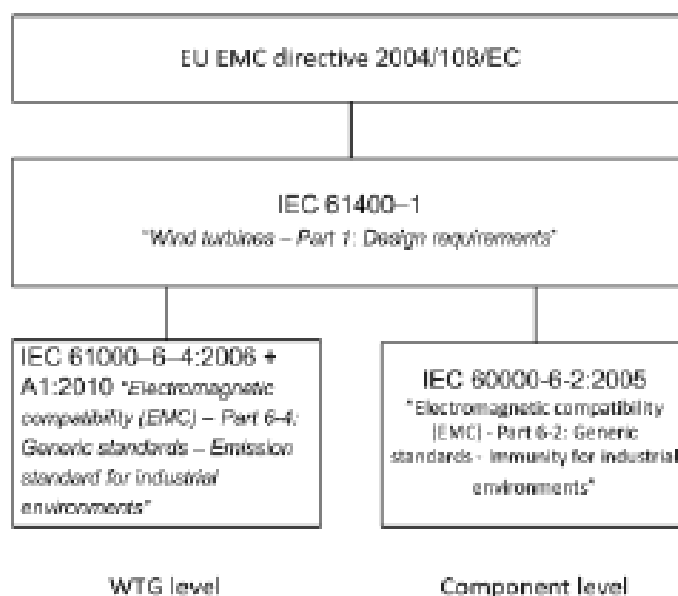 EU EMC directive 2004/108/EC
IEC 61400–1
"Wind turbines – Part 1: Design requirements"
IEC 61000–6–4:2006 +
A1:2010 "Electromagnetic
compatibility (EMC) – Part 6-4:
Generic standards – Emission
standard for industrial
environments"
IEC 60000-6-2:2005
"Electromagnetic compatibility
(EMC) - Part 6-2: Generic
standards - Immunity for industrial
environments"
WTG level
Component level